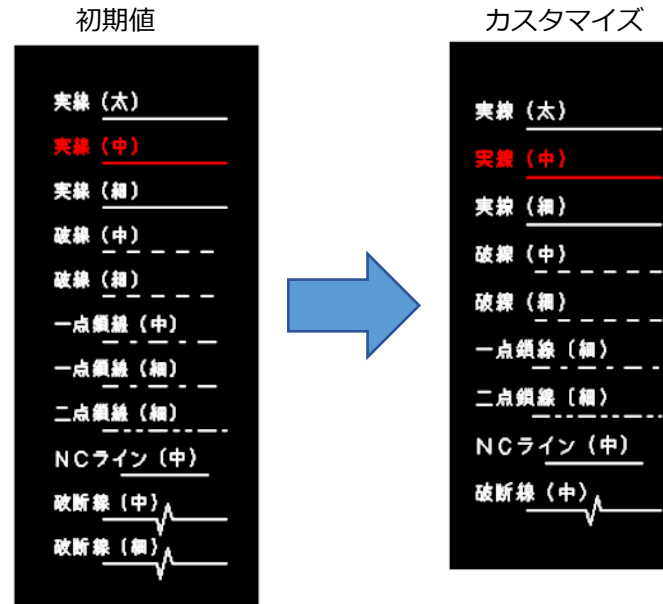 初期値
実線（太）
実線（中）
実線（細）
破線（中）
破線（細）
一点鎖線（中）
一点鎖線（細）
二点鎖線（細）
NCライン（中）
破断線（中）
破断線（細）
カスタマイズ
実線（太）
実線（中）
実線（細）
破線（中）
破線（細）
一点鎖線（細）
二点鎖線（細）
NCライン（中）
破断線（中）